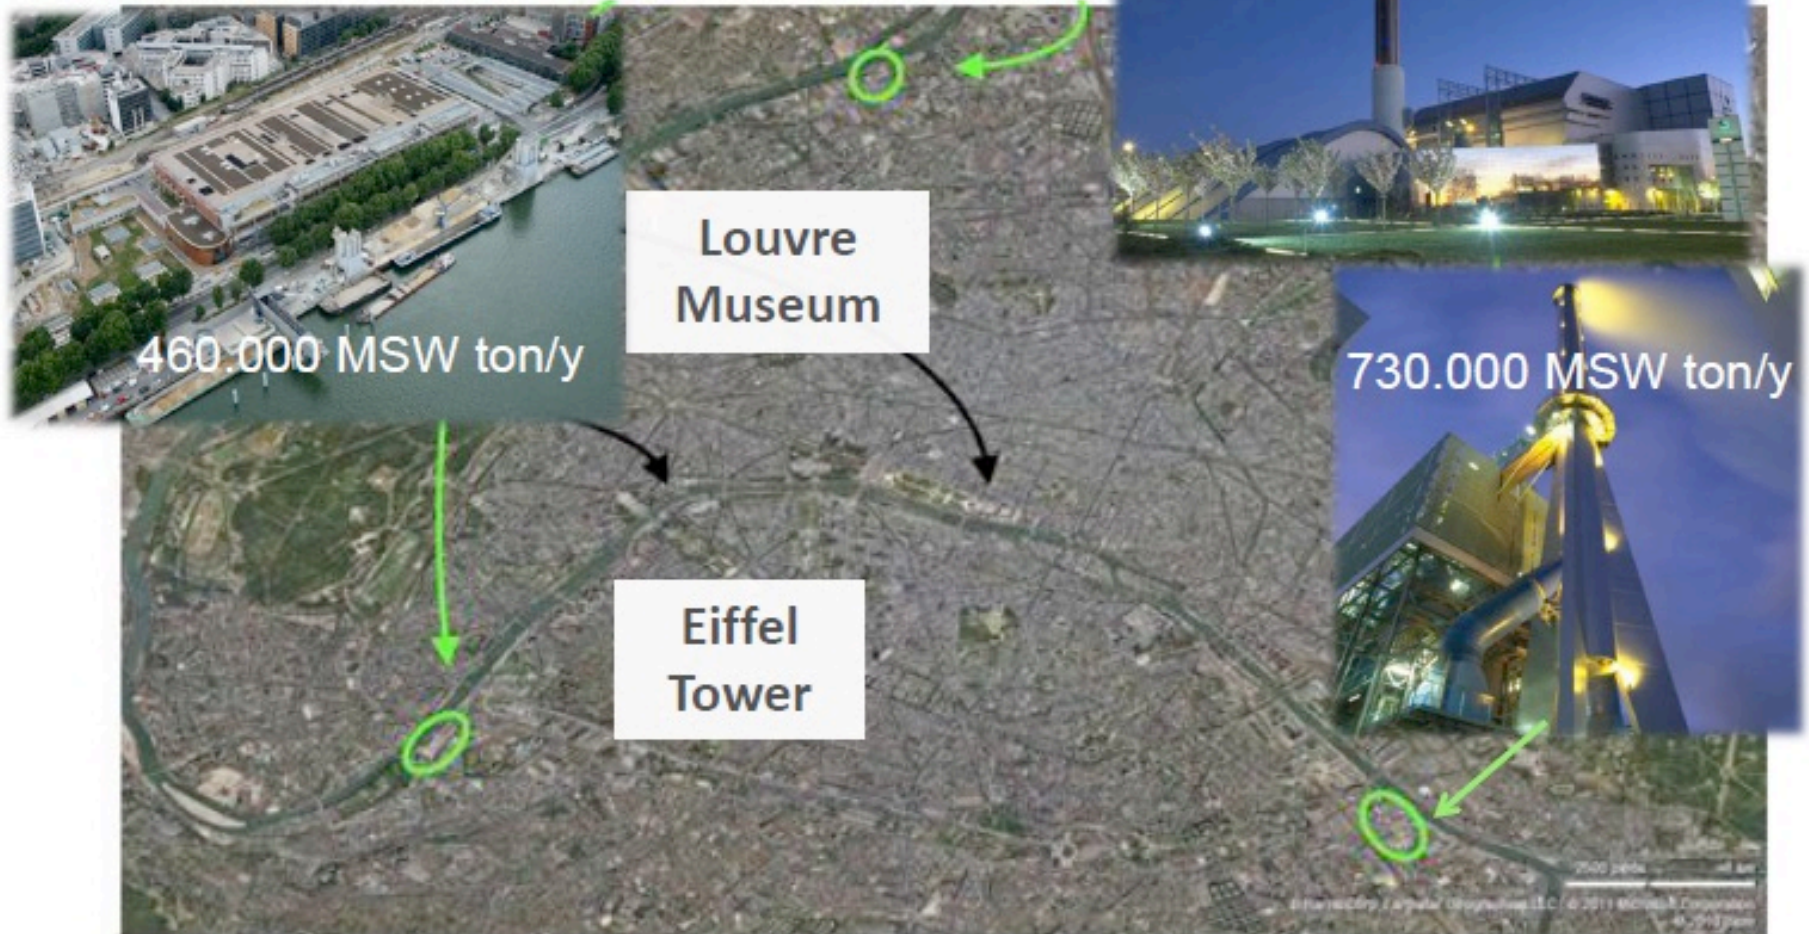 Louvre
Museum
460.000 MSW ton/y
730.000 MSW ton/y
Eiffel
Tower